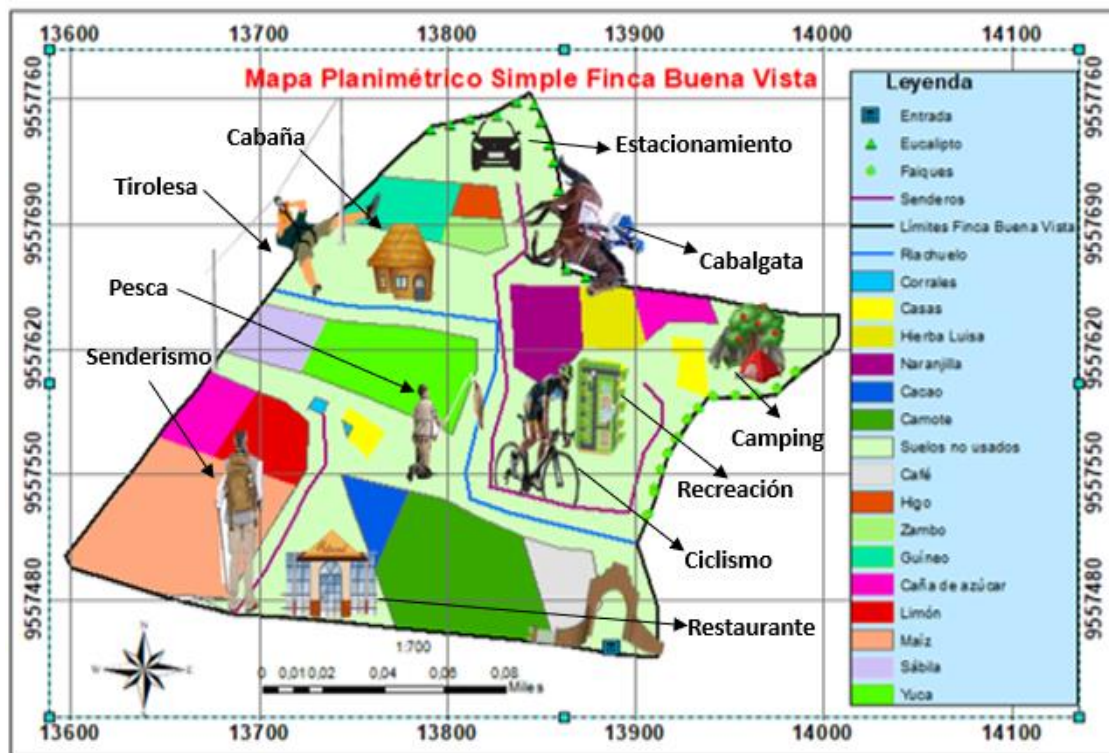 13600 13700 13800 13900 14000 14100
Mapa Planimétrico Simple Finca Buena Vista
9557760
9557690
9557620
9557550
9557480
Cabaña
Estacionamiento
Tirolesa
Cabalgata
Pesca
Senderismo
Camping
Recreación
Ciclismo
Restaurante
Leyenda
Entrada
Eucalipto
Faiques
Senderos
Límites Finca Buena Vista
Riachuelo
Corrales
Casas
Hierba Luisa
Naranjilla
Cacao
Camote
Suelos no usados
Café
Higo
Zambo
Guíneo
Caña de azúcar
Limón
Maíz
Sábila
Yuca
9557760
9557690
9557620
9557550
9557480
N
W E
S
1:700
0 0,01 0,02 0,04 0,06 0,08
Miles
13600 13700 13800 13900 14000 14100